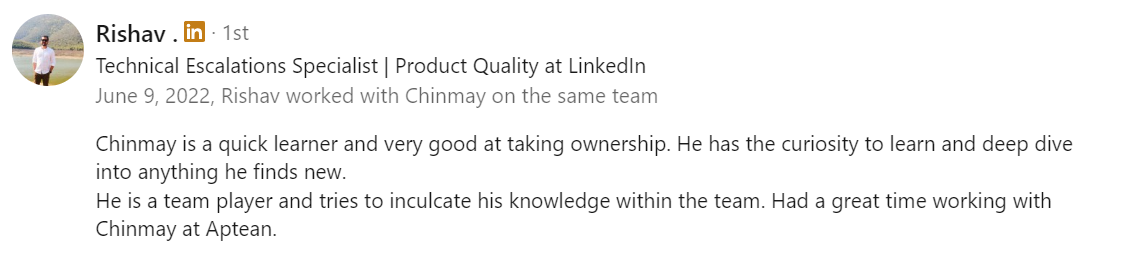 Rishav . in · 1st
Technical Escalations Specialist | Product Quality at LinkedIn
June 9, 2022, Rishav worked with Chinmay on the same team
Chinmay is a quick learner and very good at taking ownership. He has the curiosity to learn and deep dive
into anything he finds new.
He is a team player and tries to inculcate his knowledge within the team. Had a great time working with
Chinmay at Aptean.